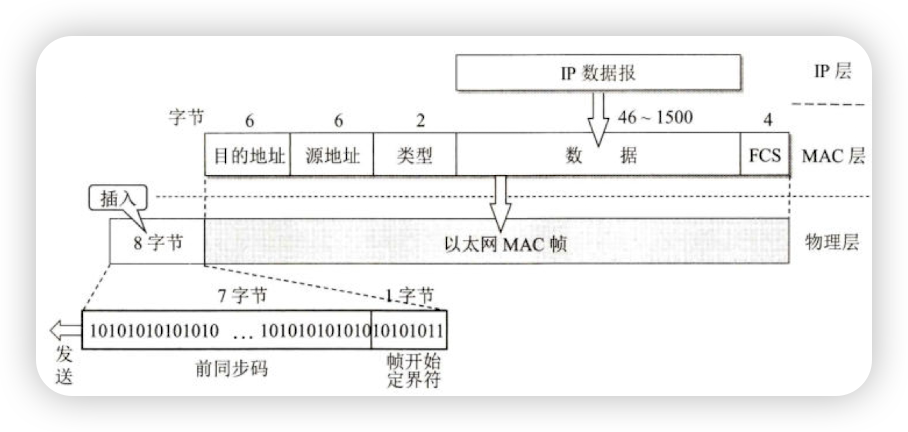 IP 数据报 IP 层
字节 6 6 2 46 ~ 1500 4
目的地址 源地址 类型 数 据 FCS MAC 层
插入
8 字节 以太网 MAC 帧 物理层
7 字节 1 字节
10101010101010 … 10101010101010101011
发送 前同步码 帧开始定界符